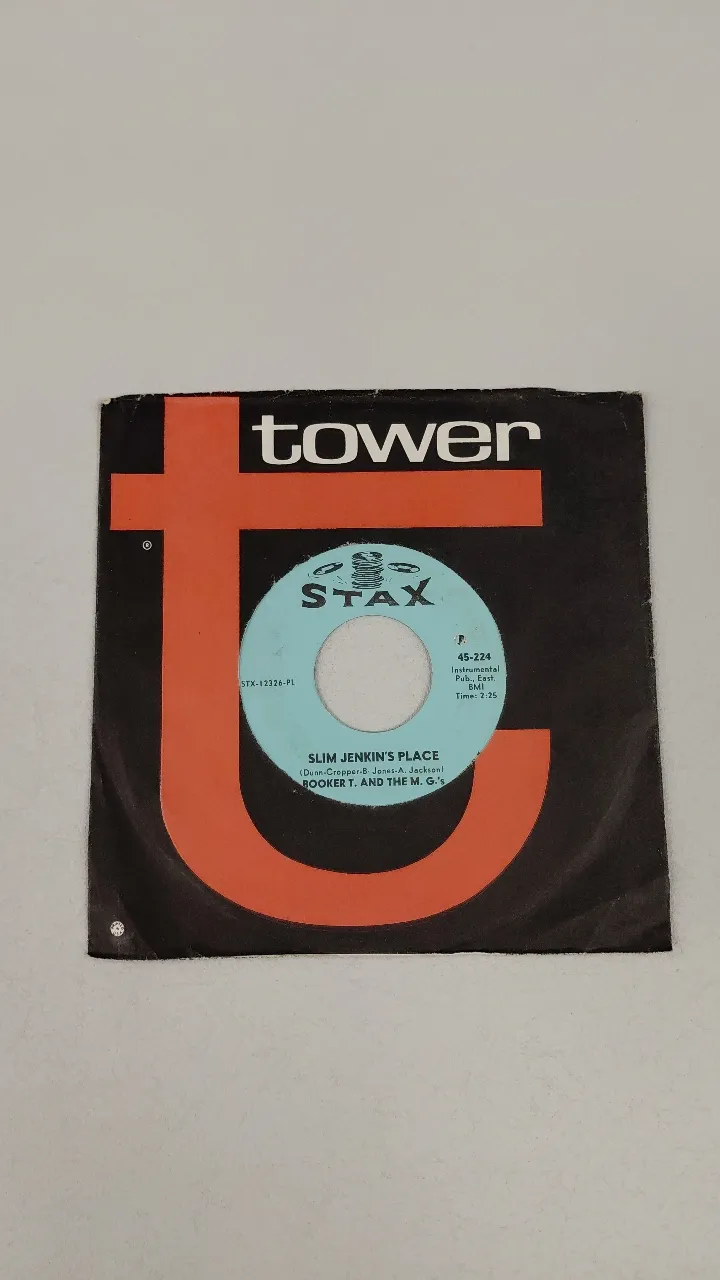 tower
®
STAX
45-224
Instrumental
Pub., East,
BMI
Time: 2:25
STX-12326-PL
SLIM JENKIN'S PLACE
(Dunn-Cropper-B. Jones-A. Jackson)
BOOKER T. AND THE M. G.'s